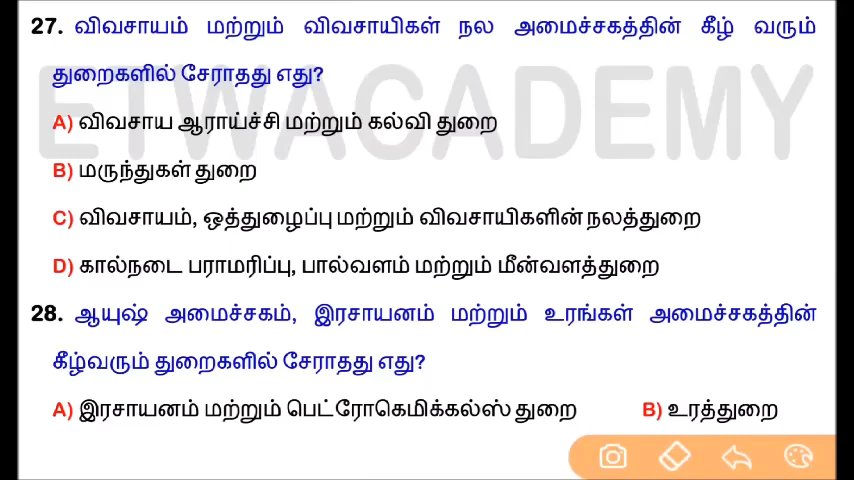 27. விவசாயம் மற்றும் விவசாயிகள் நல அமைச்சகத்தின் கீழ் வரும்
துறைகளில் சேராதது எது?
ETWACADEMY
A) விவசாய ஆராய்ச்சி மற்றும் கல்வி துறை
B) மருந்துகள் துறை
C) விவசாயம், ஒத்துழைப்பு மற்றும் விவசாயிகளின் நலத்துறை
D) கால்நடை பராமரிப்பு, பால்வளம் மற்றும் மீன்வளத்துறை
28. ஆயுஷ் அமைச்சகம், இரசாயனம் மற்றும் உரங்கள் அமைச்சகத்தின்
கீழ்வரும் துறைகளில் சேராதது எது?
A) இரசாயனம் மற்றும் பெட்ரோகெமிக்கல்ஸ் துறை B) உரத்துறை